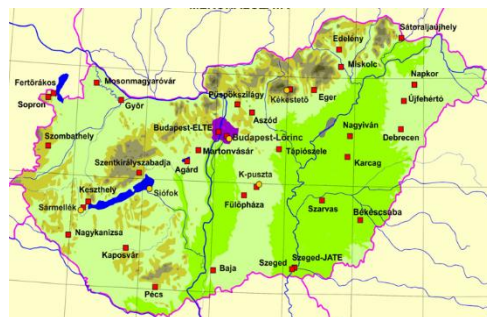 Sátoraljaújhely
Edelény
Miskolc
Fertőrákos
Mosonmagyaróvár
Napkor
Sopron
Püspökszilágy
Kékestető
Eger
Újfehértó
Győr
Aszód
Budapest-ELTE
Budapest-Lőrinc
Nagyiván
Debrecen
Szombathely
Martonvásár
Tápiószele
Szentkirályszabadja
Agárd
Karcag
K-puszta
Keszthely
Siófok
Sármellék
Fülöpháza
Szarvas
Békéscsaba
Nagykanizsa
Kaposvár
Baja
Szeged
Szeged-JATE
Pécs